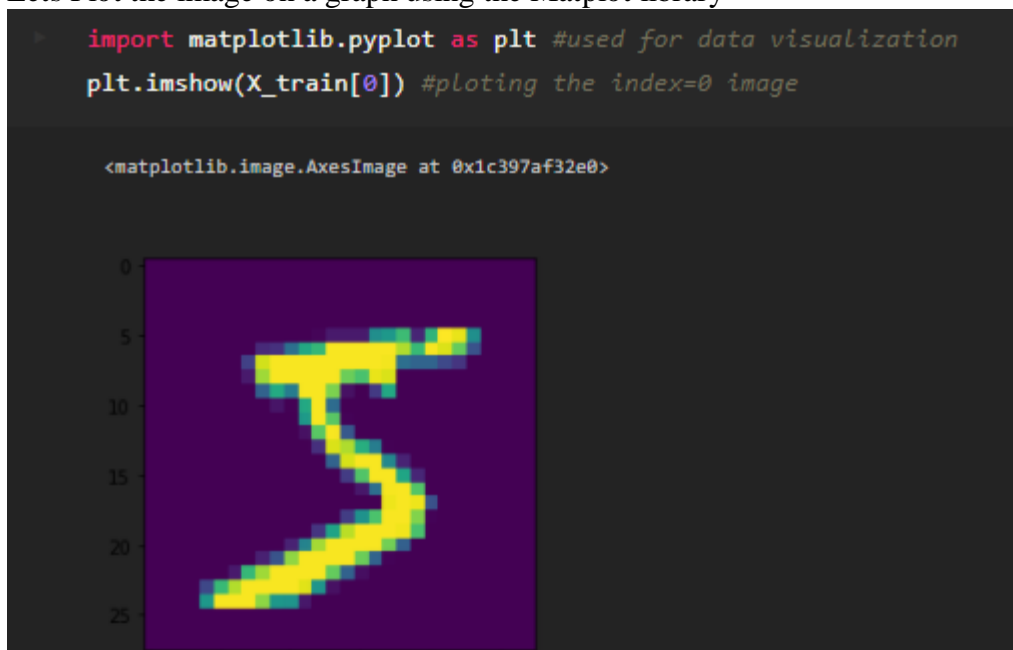 Lets Plot the image on a graph using the Matplot library
import matplotlib.pyplot as plt #used for data visualization
plt.imshow(X_train[0]) #ploting the index=0 image
<matplotlib.image.AxesImage at 0x1c397af32e0>
0
5
10
15
20
25